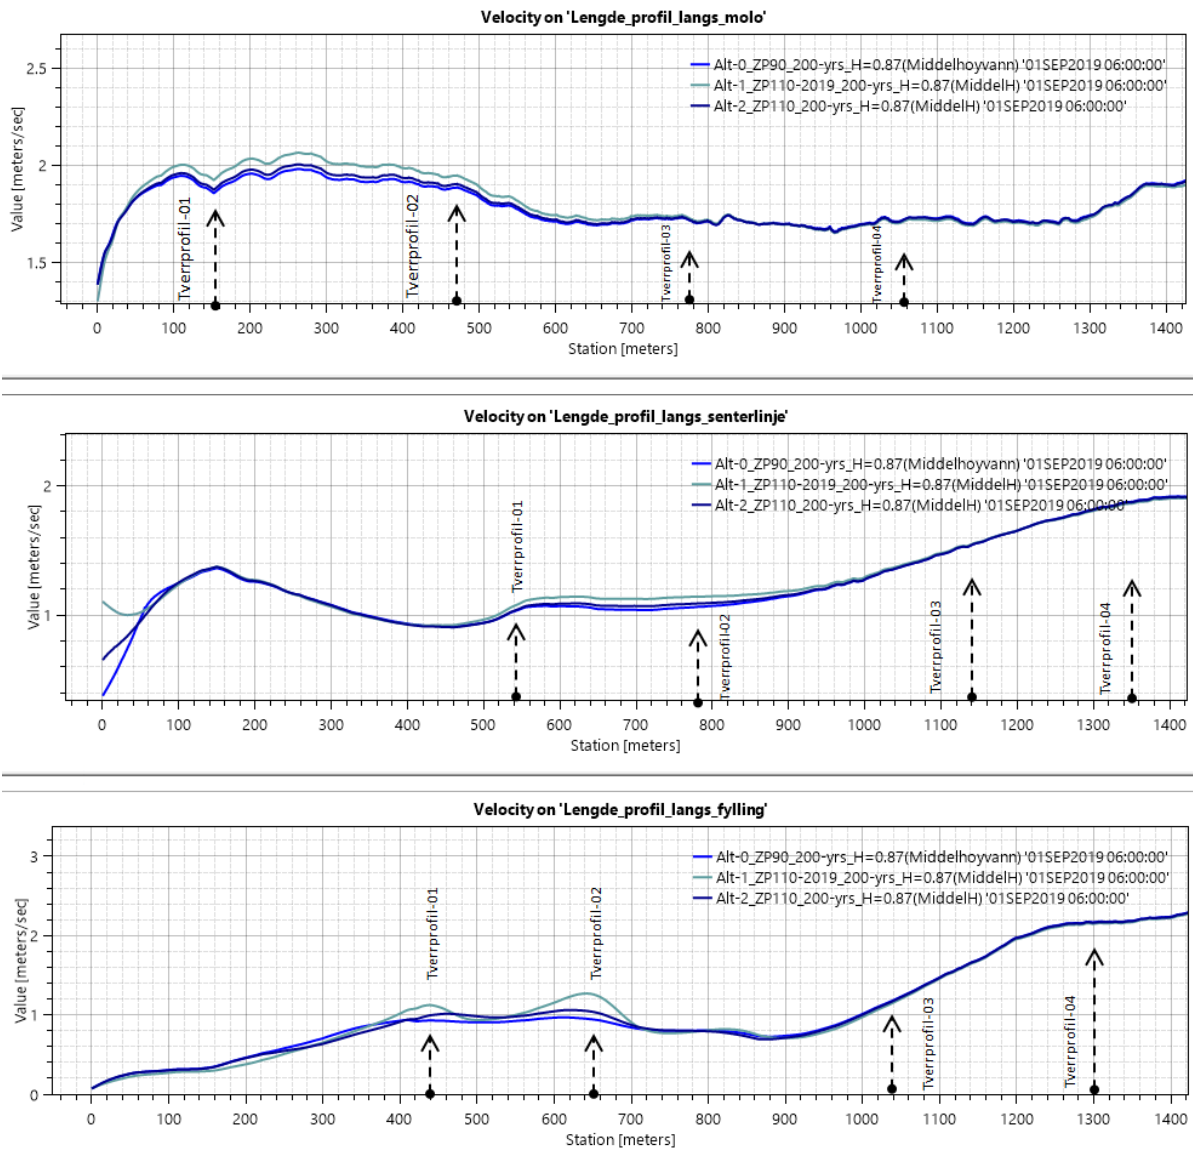 Velocity on 'Lengde_profil_langs_molo'
Alt-0_ZP90_200-yrs_H=0.87(Middelhoyvann) '01SEP2019 06:00:00'
Alt-1_ZP110-2019_200-yrs_H=0.87(MiddelH) '01SEP2019 06:00:00'
Alt-2_ZP110_200-yrs_H=0.87(MiddelH) '01SEP2019 06:00:00'
Value [meters/sec]
2.5
2
1.5
Tverrprofil-01
Tverrprofil-02
Tverrprofil-03
Tverrprofil-04
0 100 200 300 400 500 600 700 800 900 1000 1100 1200 1300 1400
Station [meters]
Velocity on 'Lengde_profil_langs_senterlinje'
Alt-0_ZP90_200-yrs_H=0.87(Middelhoyvann) '01SEP2019 06:00:00'
Alt-1_ZP110-2019_200-yrs_H=0.87(MiddelH) '01SEP2019 06:00:00'
Alt-2_ZP110_200-yrs_H=0.87(MiddelH) '01SEP2019 06:00:00'
Value [meters/sec]
2
1
Tverrprofil-01
Tverrprofil-02
Tverrprofil-03
Tverrprofil-04
0 100 200 300 400 500 600 700 800 900 1000 1100 1200 1300 1400
Station [meters]
Velocity on 'Lengde_profil_langs_fylling'
Alt-0_ZP90_200-yrs_H=0.87(Middelhoyvann) '01SEP2019 06:00:00'
Alt-1_ZP110-2019_200-yrs_H=0.87(MiddelH) '01SEP2019 06:00:00'
Alt-2_ZP110_200-yrs_H=0.87(MiddelH) '01SEP2019 06:00:00'
Value [meters/sec]
3
2
1
0
Tverrprofil-01
Tverrprofil-02
Tverrprofil-03
Tverrprofil-04
0 100 200 300 400 500 600 700 800 900 1000 1100 1200 1300 1400
Station [meters]